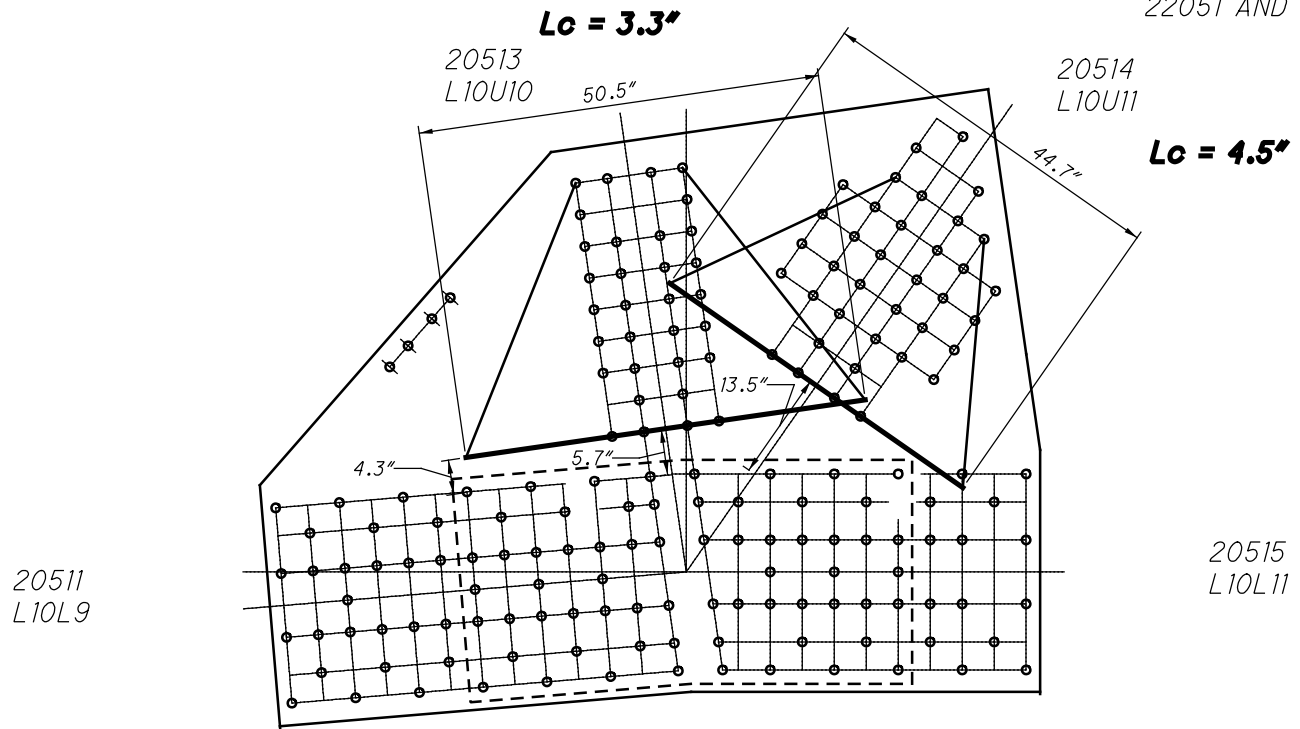 22051 AND
Lc = 3.3"
20513
L10U10
50.5"
20514
L10U11
44.7"
Lc = 4.5"
13.5"
5.7"
4.3"
20511
L10L9
20515
L10L11